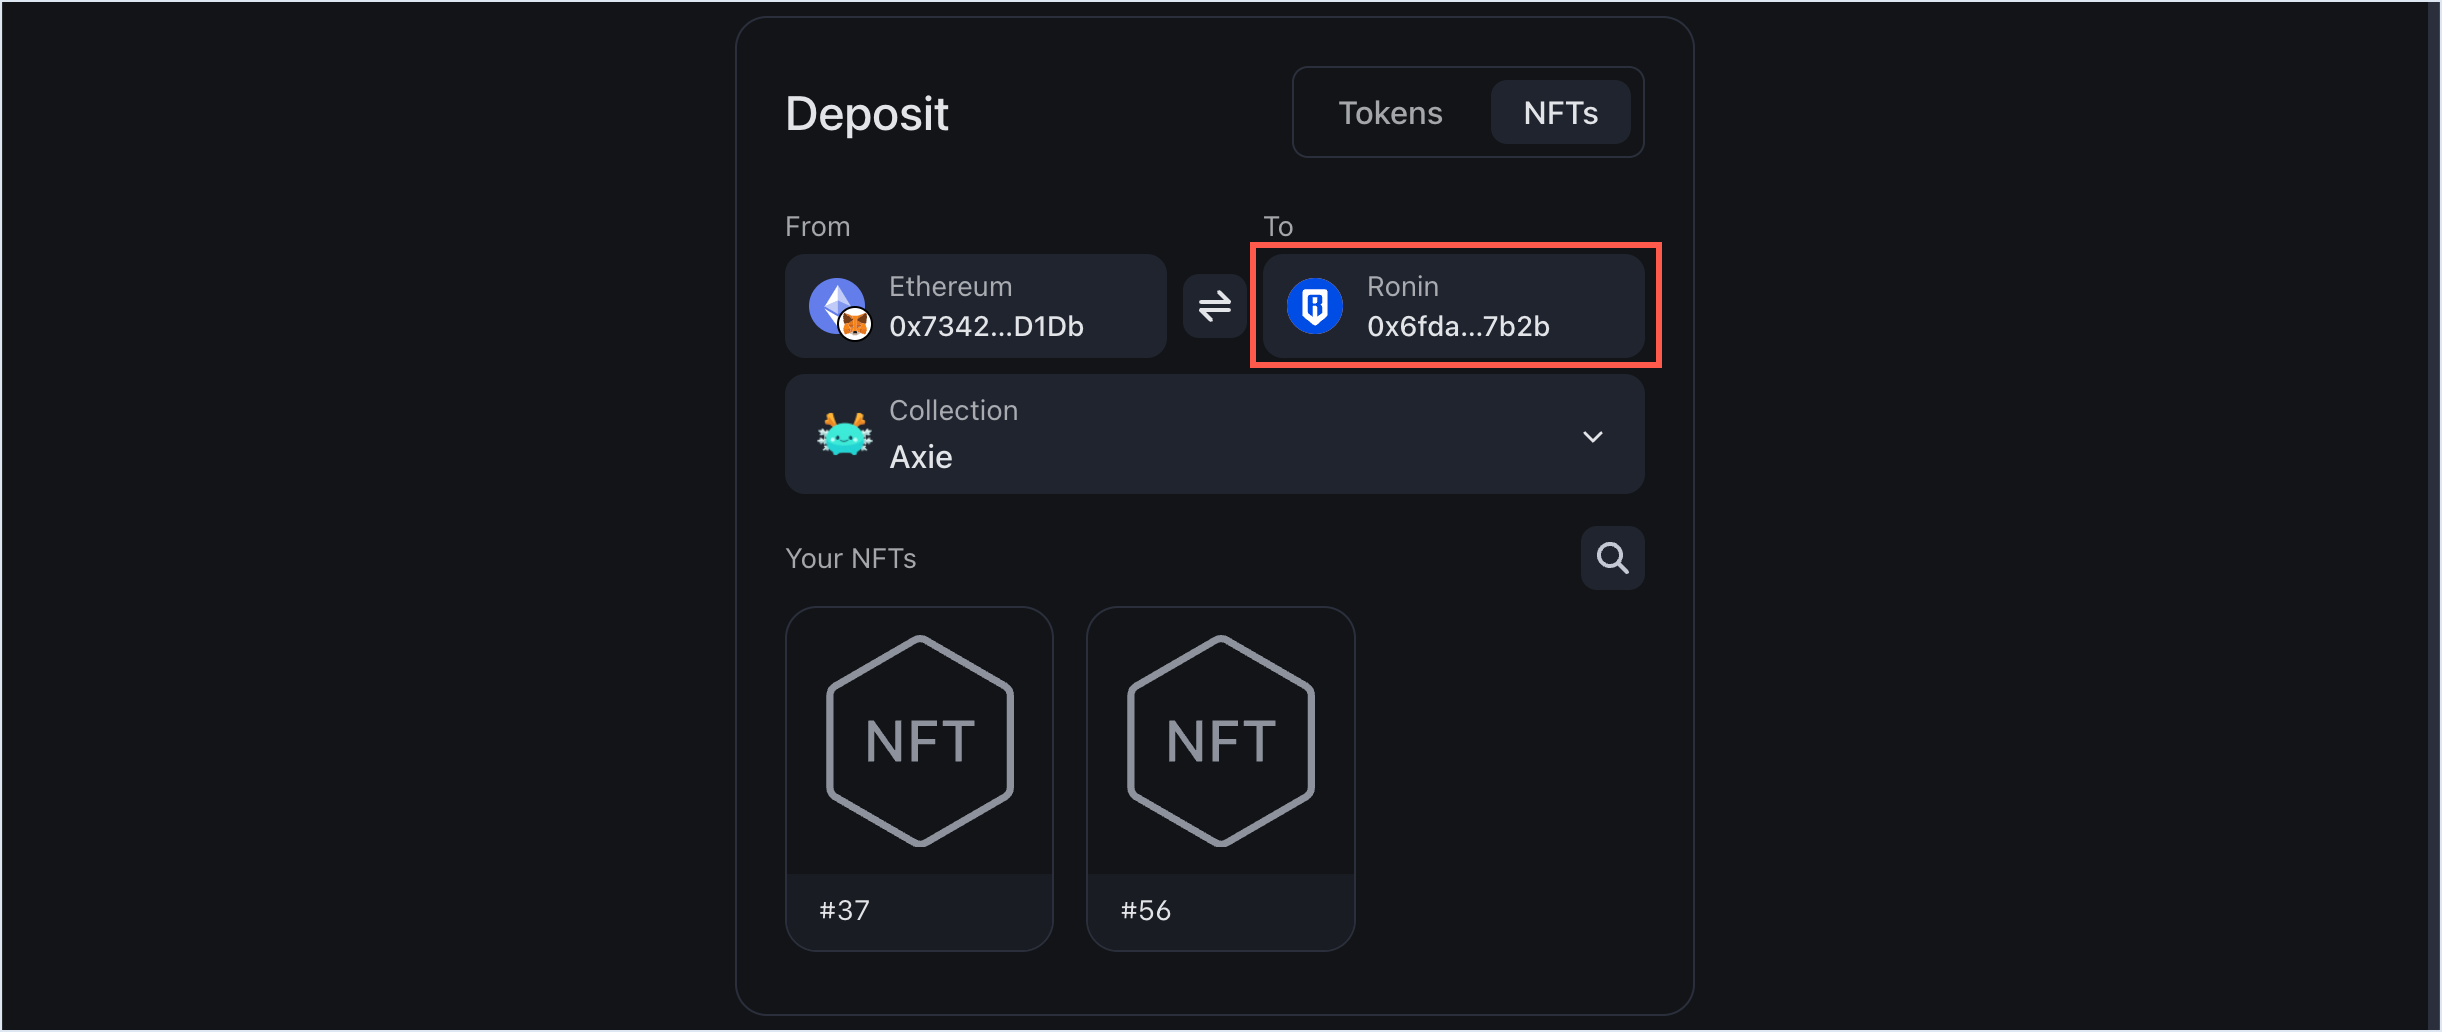 Deposit
Tokens
NFTs
From
To
Ethereum
0x7342...D1Db
Ronin
0x6fda...7b2b
Collection
Axie
Your NFTs
NFT
NFT
#37
#56